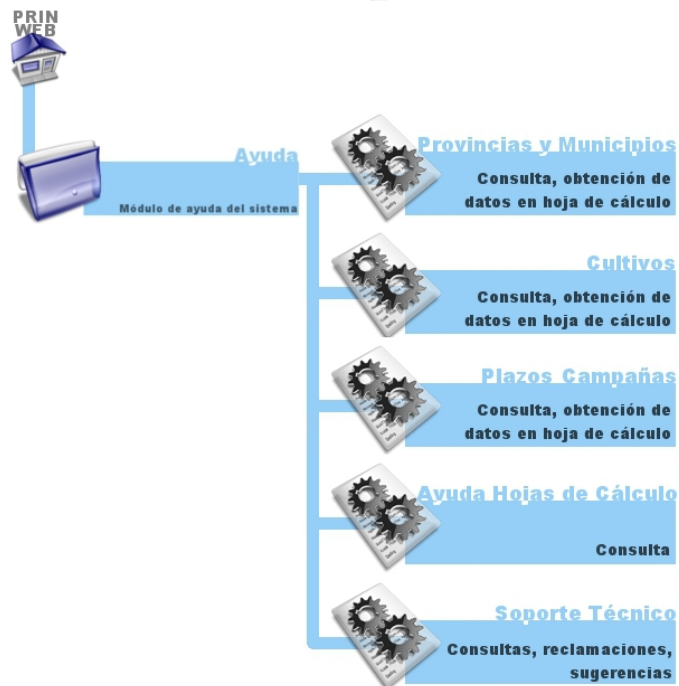 PRIN
WEB
Ayuda
Módulo de ayuda del sistema
Provincias y Municipios
Consulta, obtención de
datos en hoja de cálculo
Cultivos
Consulta, obtención de
datos en hoja de cálculo
Plazos Campañas
Consulta, obtención de
datos en hoja de cálculo
Ayuda Hojas de Cálculo
Consulta
Soporte Técnico
Consultas, reclamaciones,
sugerencias